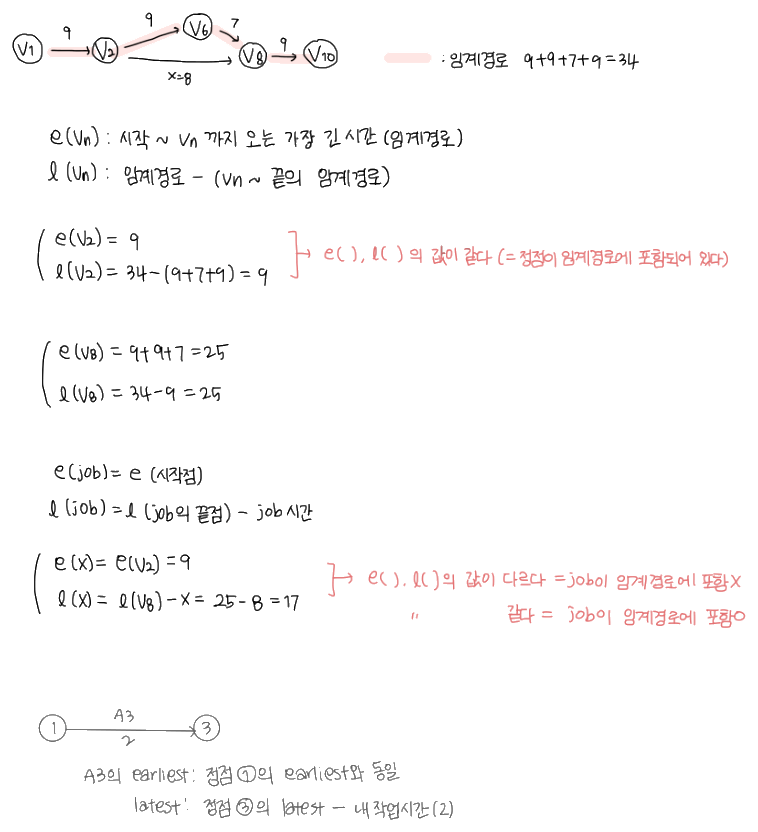 9 9 7
V1 V2 V6 V8 9 V10
x=8
: 임계경로 9+9+7+9=34
e(Vn) : 시작 ~ Vn 까지 오는 가장 긴 시간 (임계경로)
l(Vn) : 임계경로 - (Vn ~ 끝의 임계경로)
e(V2) = 9
l(V2) = 34-(9+7+9) = 9
→ e( ), l( ) 의 값이 같다 (= 정점이 임계경로에 포함되어 있다)
e(V8) = 9+9+7 = 25
l(V8) = 34-9 = 25
e(job) = e (시작점)
l(job) = l (job의 끝점) - job 시간
e(x) = e(V2) = 9
l(x) = l(V8) - x = 25-8 = 17
→ e( ). l( )의 값이 다르다 = job이 임계경로에 포함X
" 같다 = job이 임계경로에 포함O
A3
1 3
2
A3의 earliest : 정점 ①의 earliest와 동일
latest : 정점 ③의 latest - 내 작업시간(2)